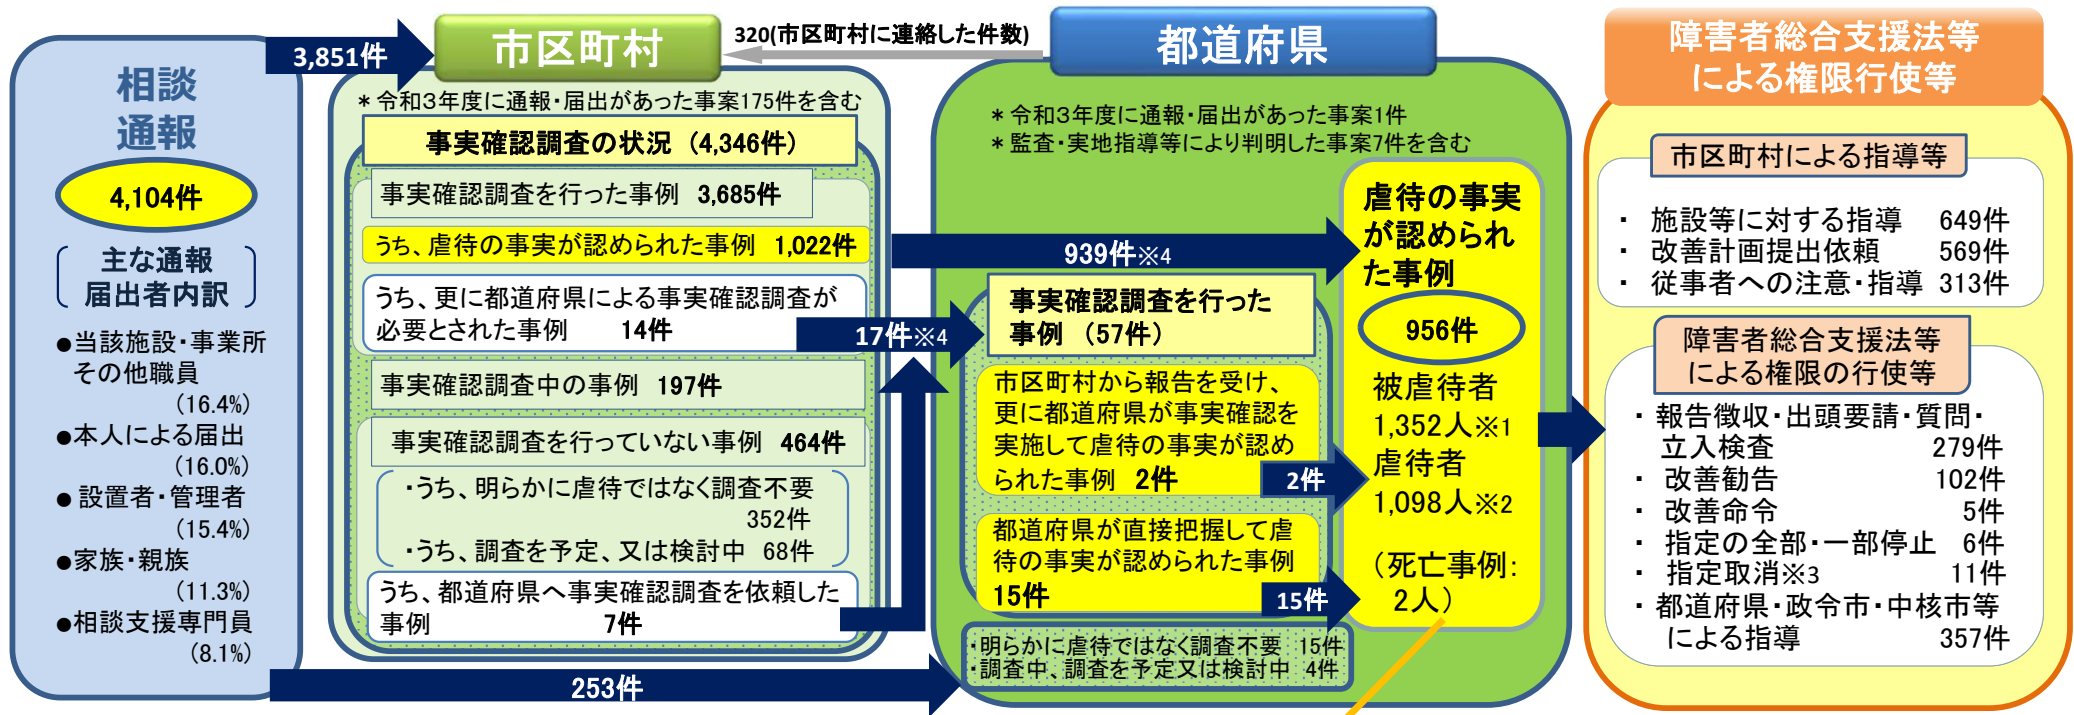 相談
通報
4,104件
主な通報
届出者内訳
●当該施設・事業所
その他職員
(16.4%)
●本人による届出
(16.0%)
●設置者・管理者
(15.4%)
●家族・親族
(11.3%)
●相談支援専門員
(8.1%)
3,851件
253件
市区町村
320(市区町村に連絡した件数)
＊令和３年度に通報・届出があった事案175件を含む
事実確認調査の状況（4,346件）
事実確認調査を行った事例 3,685件
うち、虐待の事実が認められた事例 1,022件
うち、更に都道府県による事実確認調査が
必要とされた事例 14件
事実確認調査中の事例 197件
事実確認調査を行っていない事例 464件
・うち、明らかに虐待ではなく調査不要
352件
・うち、調査を予定、又は検討中 68件
うち、都道府県へ事実確認調査を依頼した
事例 7件
都道府県
＊令和３年度に通報・届出があった事案1件
＊監査・実地指導等により判明した事案7件を含む
939件※4
17件※4
事実確認調査を行った
事例（57件）
市区町村から報告を受け、
更に都道府県が事実確認を
実施して虐待の事実が認め
られた事例 2件
2件
都道府県が直接把握して虐
待の事実が認められた事例
15件
15件
・明らかに虐待ではなく調査不要 15件
・調査中、調査を予定又は検討中 4件
虐待の事実
が認められ
た事例
956件
被虐待者
1,352人※1
虐待者
1,098人※2
（死亡事例：
2人）
障害者総合支援法等
による権限行使等
市区町村による指導等
・ 施設等に対する指導 649件
・ 改善計画提出依頼 569件
・ 従事者への注意・指導 313件
障害者総合支援法等
による権限の行使等
・ 報告徴収・出頭要請・質問・
立入検査 279件
・ 改善勧告 102件
・ 改善命令 5件
・ 指定の全部・一部停止 6件
・ 指定取消※3 11件
・ 都道府県・政令市・中核市等
による指導 357件